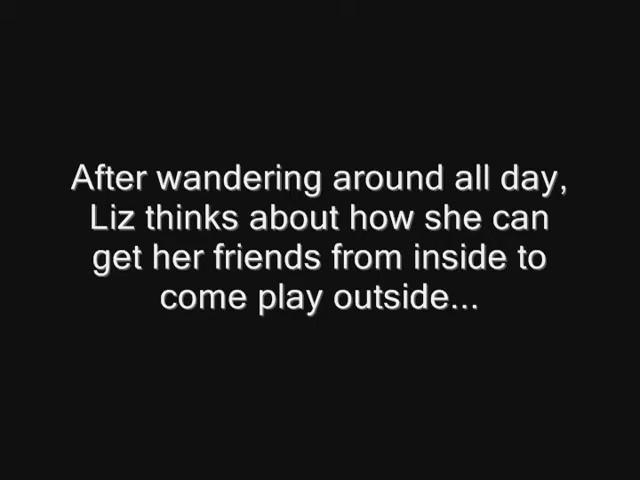 After wandering around all day,
Liz thinks about how she can
get her friends from inside to
come play outside...